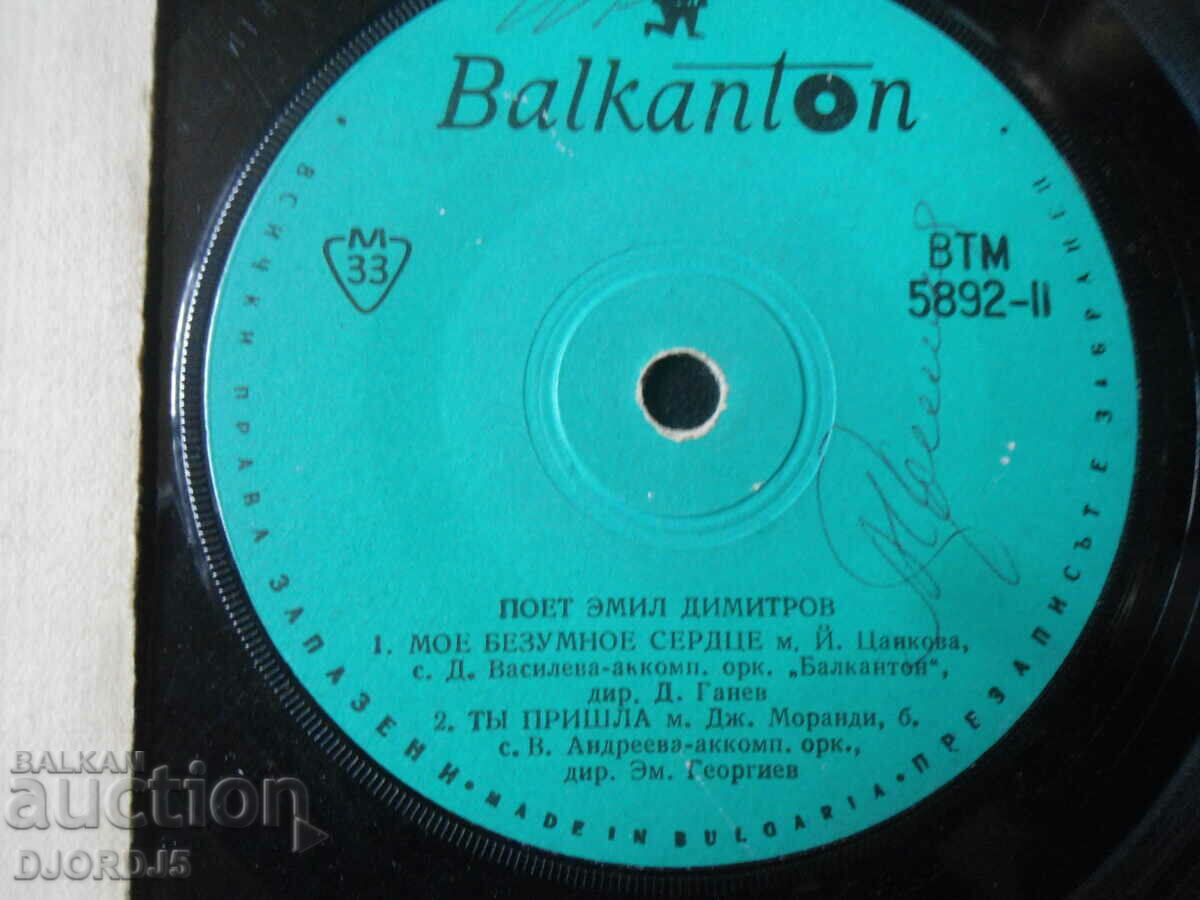 Balkanton
M
33
ВТМ
5892-II
ПОЕТ ЭМИЛ ДИМИТРОВ
1. МОЕ БЕЗУМНОЕ СЕРДЦЕ м. Й. Цанкова,
с. Д. Василева-аккомп. орк. „Балкантон“,
дир. Д. Ганев
2. ТЫ ПРИШЛА м. Дж. Моранди, б.
с. В. Андреева-аккомп. орк.,
дир. Эм. Георгиев
• ВСИЧКИ ПРАВА ЗАПАЗЕНИ • MADE IN BULGARIA • ПРЕЗАПИСЪТ Е ЗАБРАНЕН •
BALKAN
auction
DJORDJ5